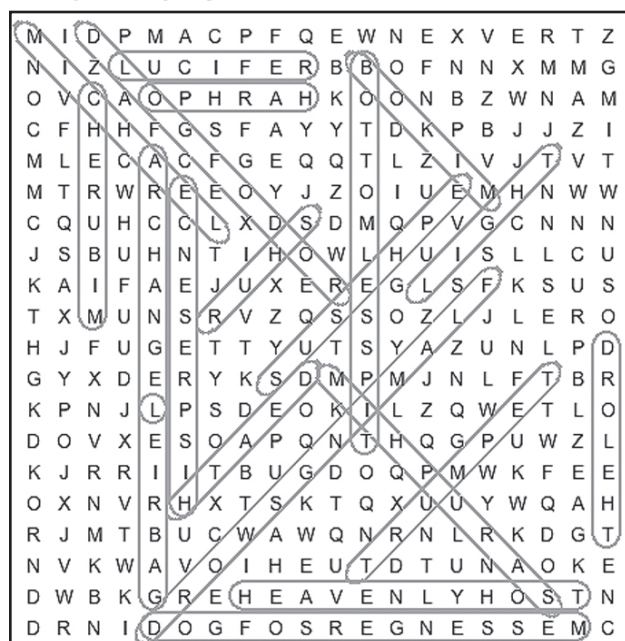 M I D P M A C P F Q E W N E X V E R T Z
N I Z L U C I F E R B B O F N N X M M G
O V C A O P H R A H K O O N B Z W N A M
C F H H F G S F A Y Y T D K P B J J Z I
M L E C A C F G E Q Q T L Z I V J T V T
M T R W R E E O Y J Z O I U E M H N W W
C Q U H C C L X D S D M Q P V G C N N N
J S B U H N T I H O W L H U I S L L C U
K A I F A E J U X E R E G L S F K S U S
T X M U N S R V Z Q S S O Z L J L E R O
H J F U G E T T Y U T S Y A Z U N L P D
G Y X D E R Y K S D M P M J N L F T B R
K P N J L P S D E O K I L Z Q W E T L O
D O V X E S O A P Q N T H Q G P U W Z L
K J R R I I T B U G D O Q P M W K F E E
O X N V R H X T S K T Q X U U Y W Q A H
R J M T B U C W A W Q N R N L R K D G T
N V K W A V O I H E U T D T U N A O K E
D W B K G R E H E A V E N L Y H O S T N
D R N I D O G F O S R E G N E S S E M C